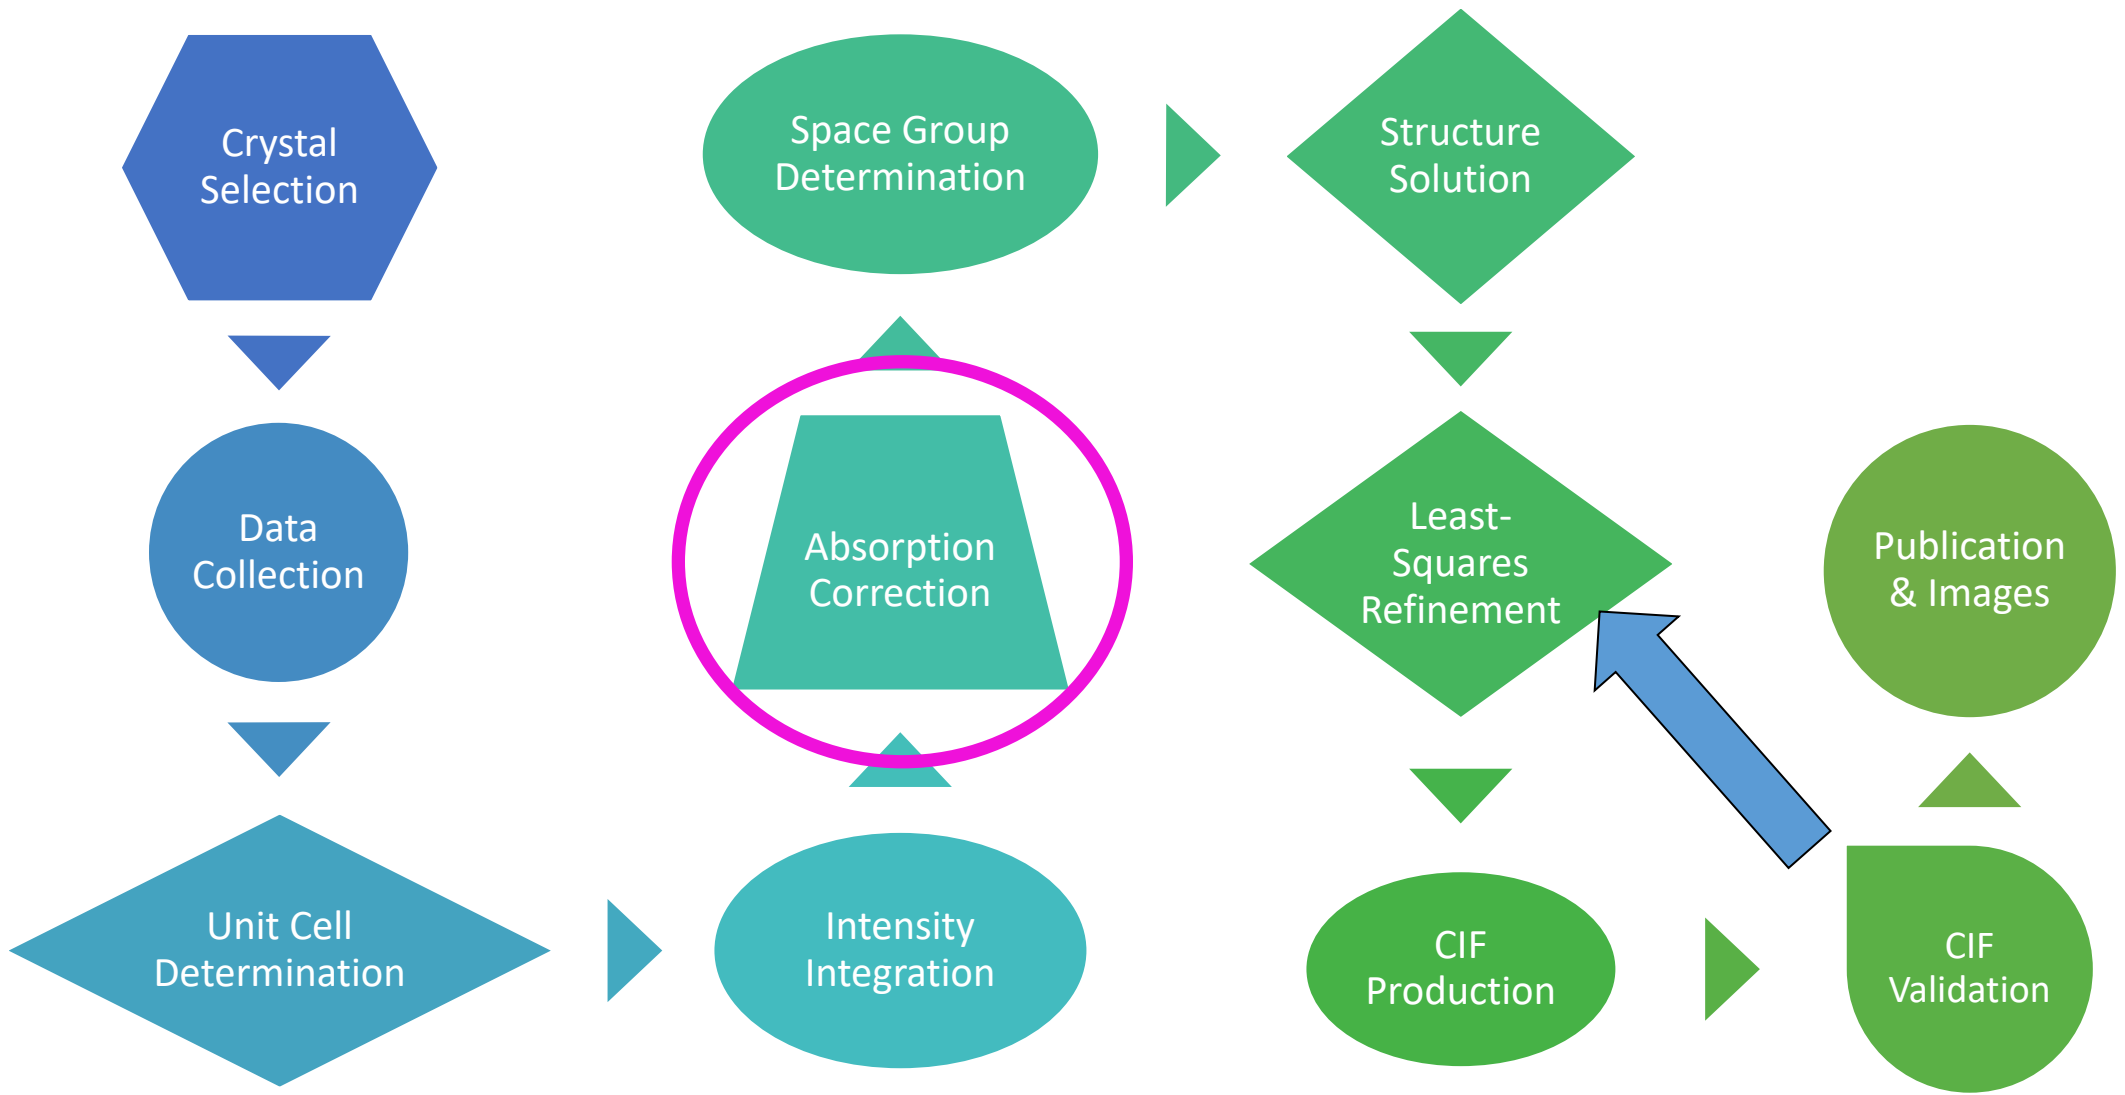 Crystal
Selection
Data
Collection
Unit Cell
Determination
Intensity
Integration
Absorption
Correction
Space Group
Determination
Structure
Solution
Least-
Squares
Refinement
CIF
Production
CIF
Validation
Publication
& Images